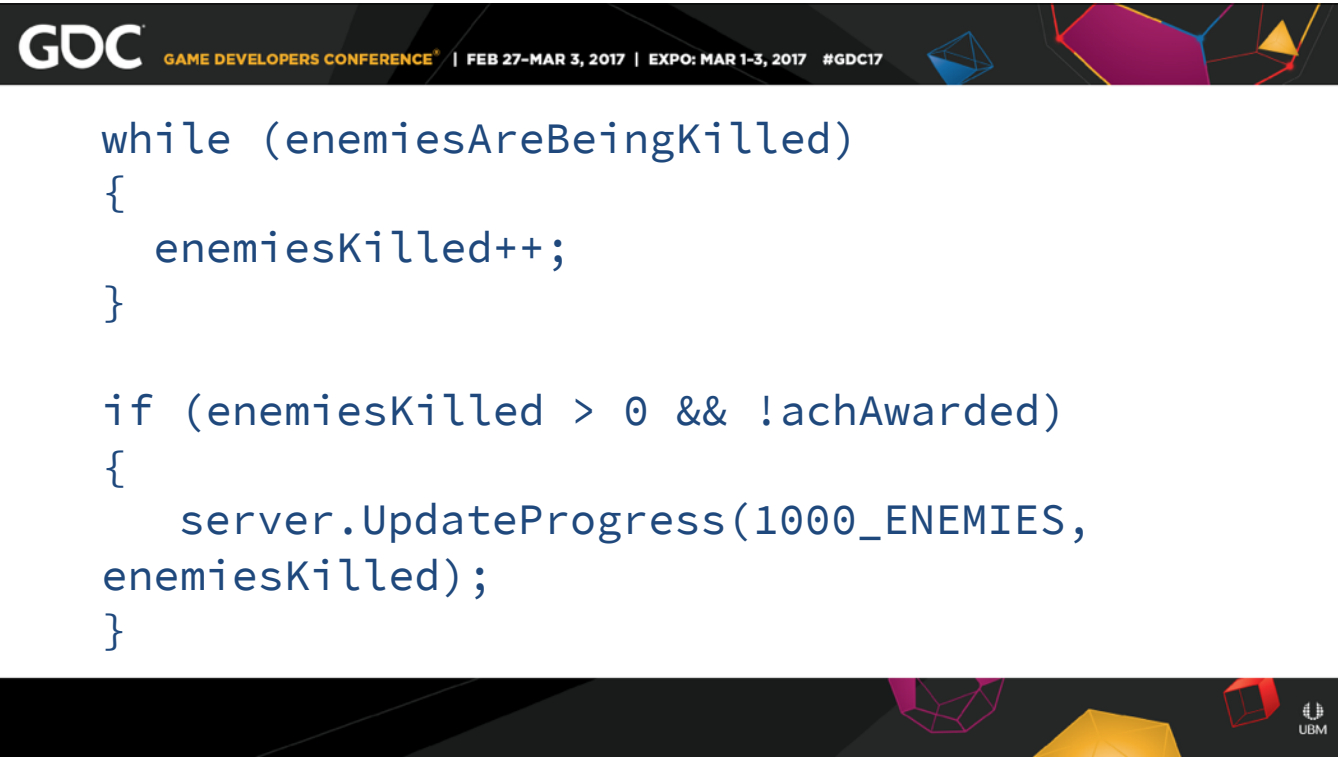 GDC GAME DEVELOPERS CONFERENCE® | FEB 27–MAR 3, 2017 | EXPO: MAR 1–3, 2017 #GDC17
while (enemiesAreBeingKilled)
{
  enemiesKilled++;
}
if (enemiesKilled > 0 && !achAwarded)
{
   server.UpdateProgress(1000_ENEMIES,
enemiesKilled);
}
UBM